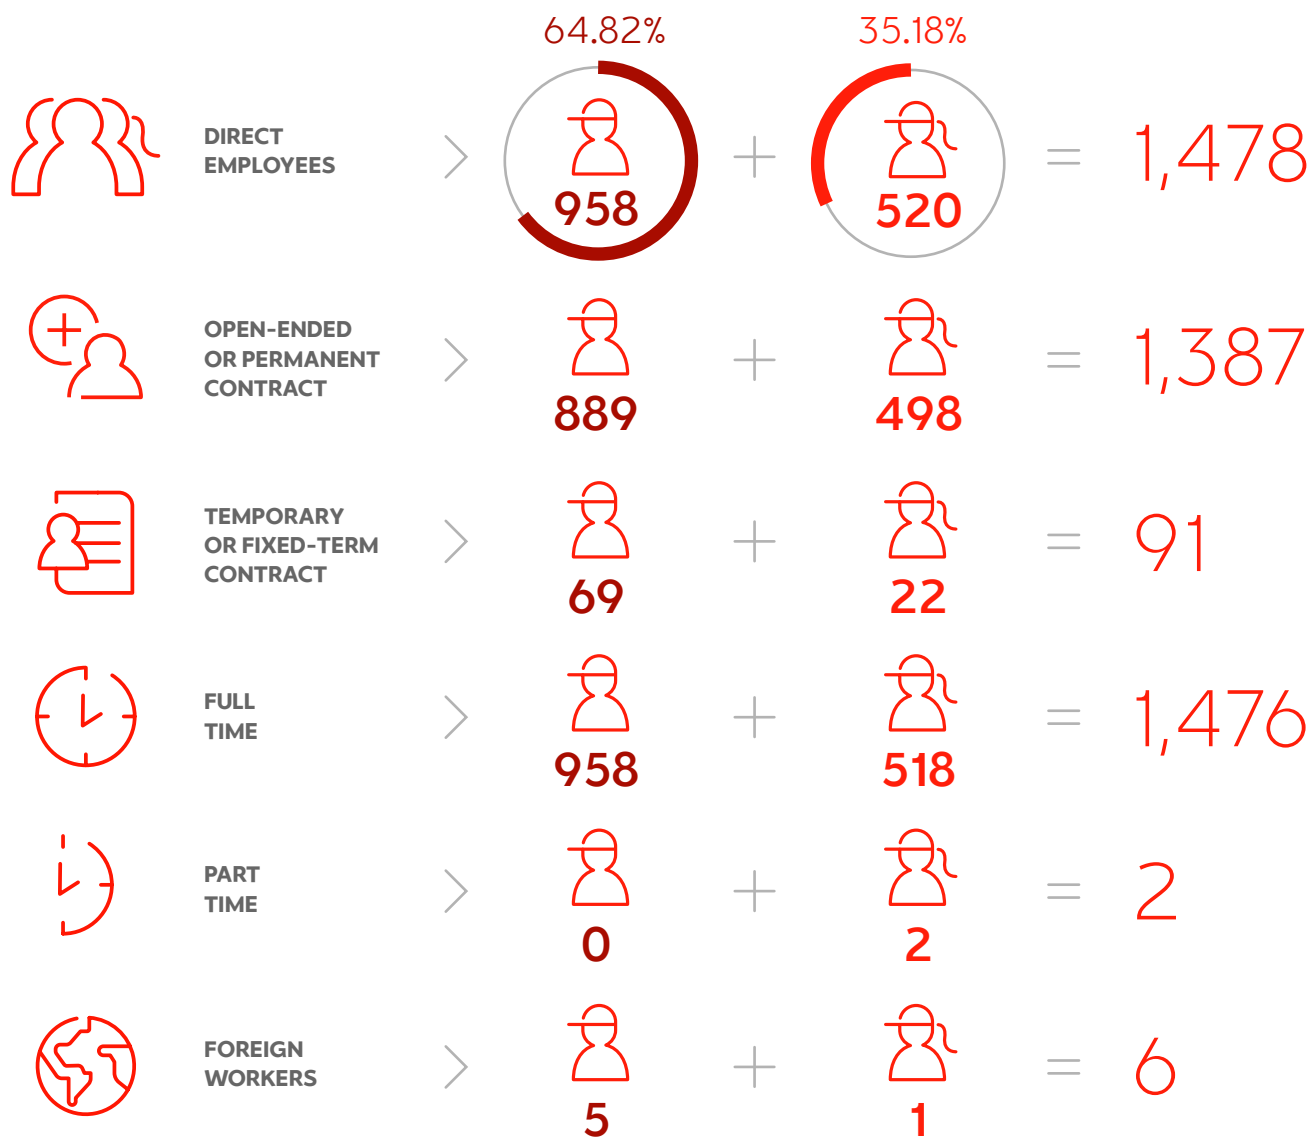 64.82% 35.18%
DIRECT
EMPLOYEES
> 958 + 520 = 1,478
OPEN-ENDED
OR PERMANENT
CONTRACT
> 889 + 498 = 1,387
TEMPORARY
OR FIXED-TERM
CONTRACT
> 69 + 22 = 91
FULL
TIME
> 958 + 518 = 1,476
PART
TIME
> 0 + 2 = 2
FOREIGN
WORKERS
> 5 + 1 = 6